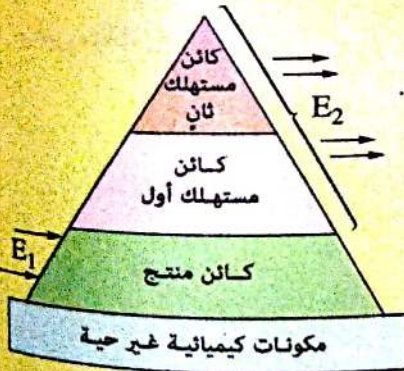 كائن
مستهلك
ثانٍ
E2
كائن
مستهلك أول
E1
كائن منتج
مكونات كيميائية غير حية